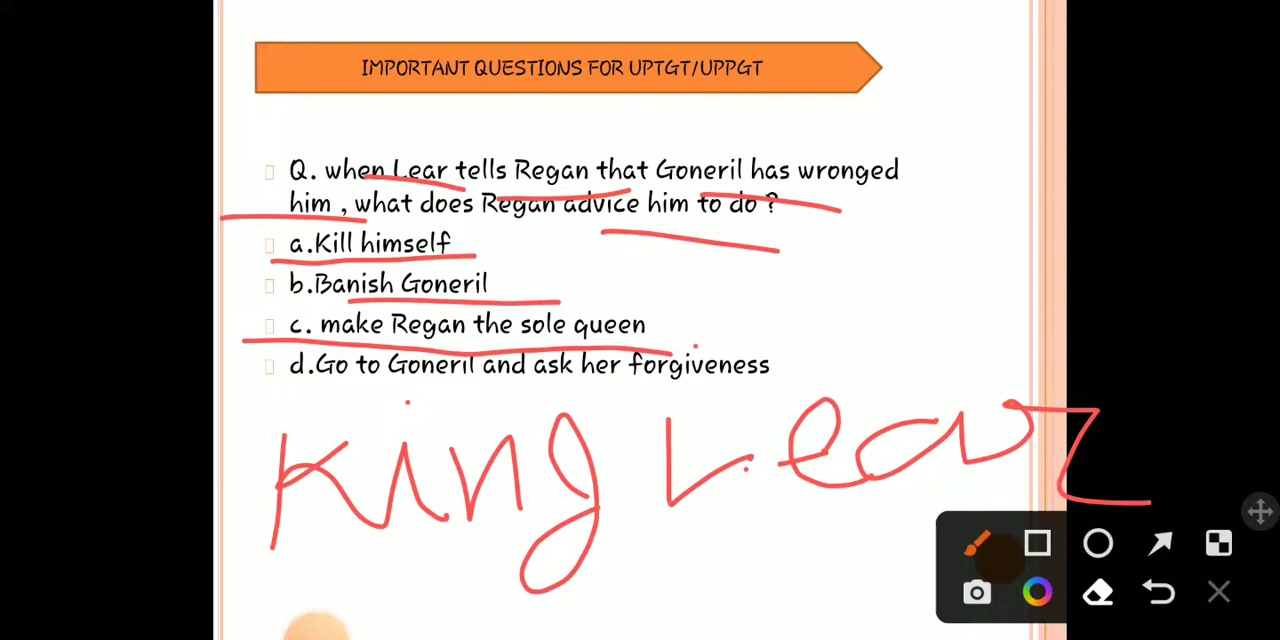 IMPORTANT QUESTIONS FOR UPTGT/UPPGT
Q. when Lear tells Regan that Goneril has wronged
him , what does Regan advice him to do ?
a.Kill himself
b.Banish Goneril
c. make Regan the sole queen
d.Go to Goneril and ask her forgiveness
King Lear